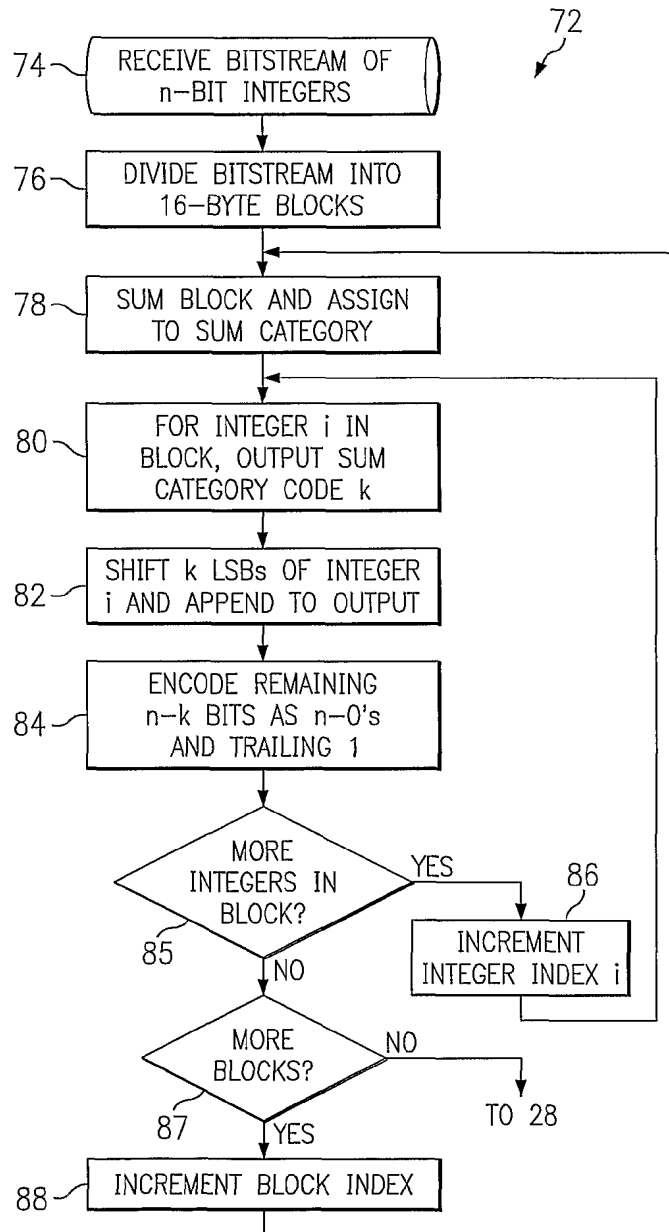 72
74
RECEIVE BITSTREAM OF
n-BIT INTEGERS
76
DIVIDE BITSTREAM INTO
16-BYTE BLOCKS
78
SUM BLOCK AND ASSIGN
TO SUM CATEGORY
80
FOR INTEGER i IN
BLOCK, OUTPUT SUM
CATEGORY CODE k
82
SHIFT k LSBs OF INTEGER
i AND APPEND TO OUTPUT
84
ENCODE REMAINING
n-k BITS AS n-0's
AND TRAILING 1
MORE
INTEGERS IN
BLOCK?
85
YES
86
INCREMENT
INTEGER INDEX i
NO
MORE
BLOCKS?
87
NO
TO 28
YES
88
INCREMENT BLOCK INDEX